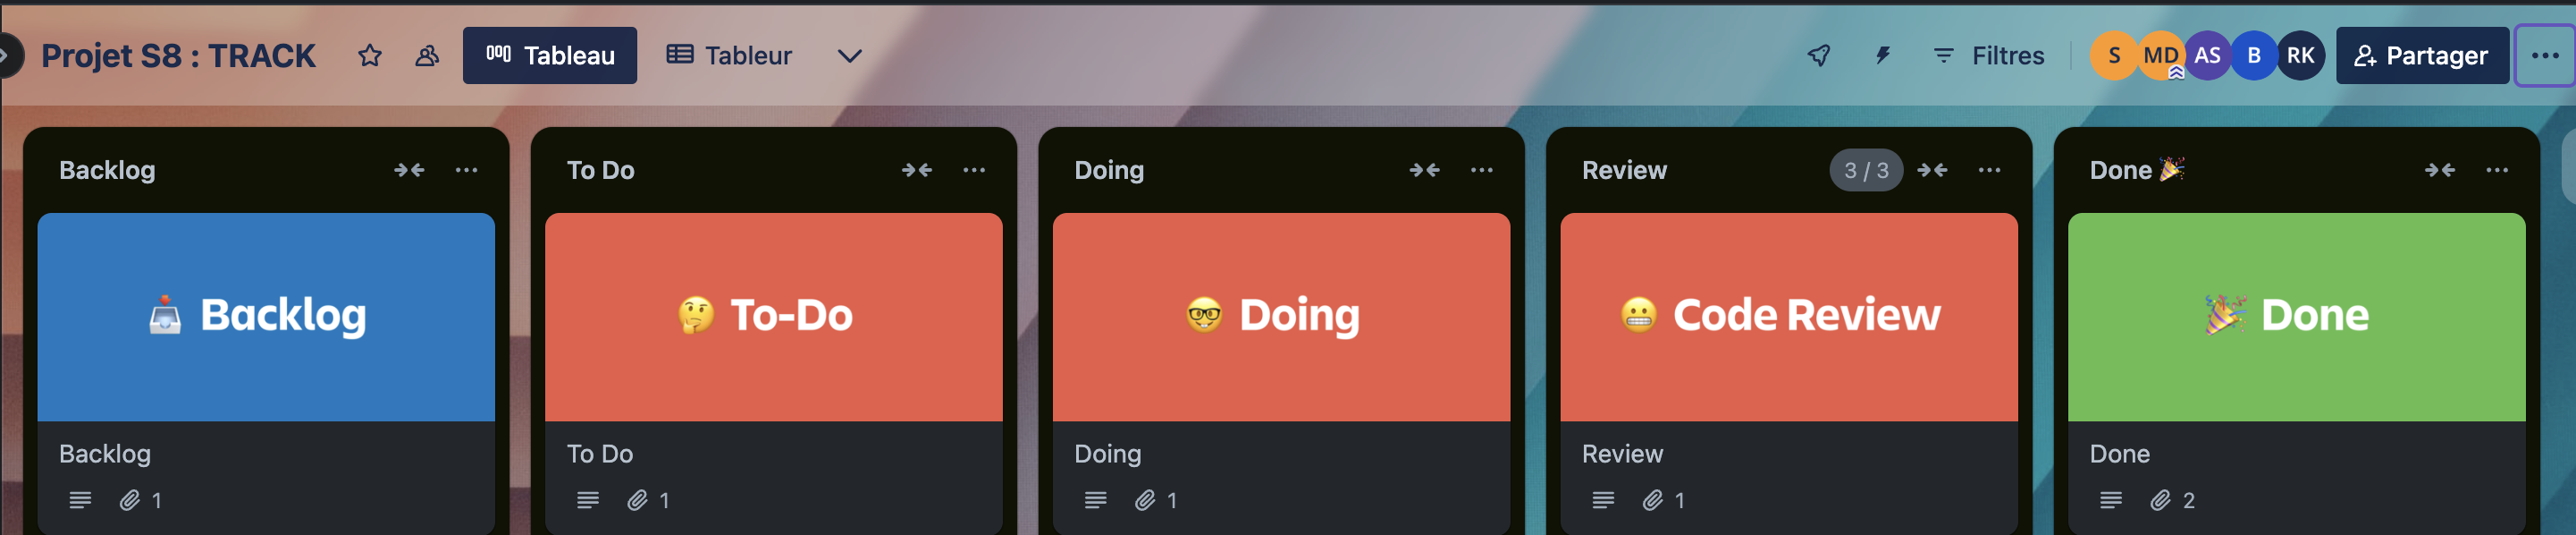 Projet S8 : TRACK
Tableau
Tableur
Filtres
S
MD
AS
B
RK
Partager
Backlog
To Do
Doing
Review
3 / 3
Done 🎉
📥 Backlog
🤔 To-Do
🤓 Doing
😬 Code Review
🎉 Done
Backlog
To Do
Doing
Review
Done
1
1
1
1
2